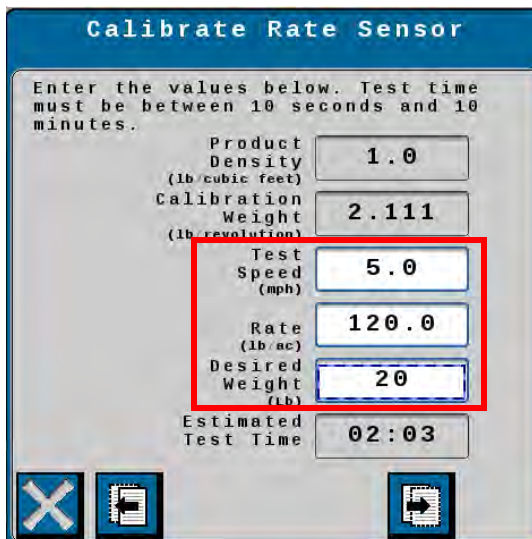 Calibrate Rate Sensor
Enter the values below. Test time
must be between 10 seconds and 10
minutes.
Product
Density
(lb/cubic feet)
1.0
Calibration
Weight
(lb/revolution)
2.111
Test
Speed
(mph)
5.0
Rate
(lb/ac)
120.0
Desired
Weight
(Lb)
20
Estimated
Test Time
02:03